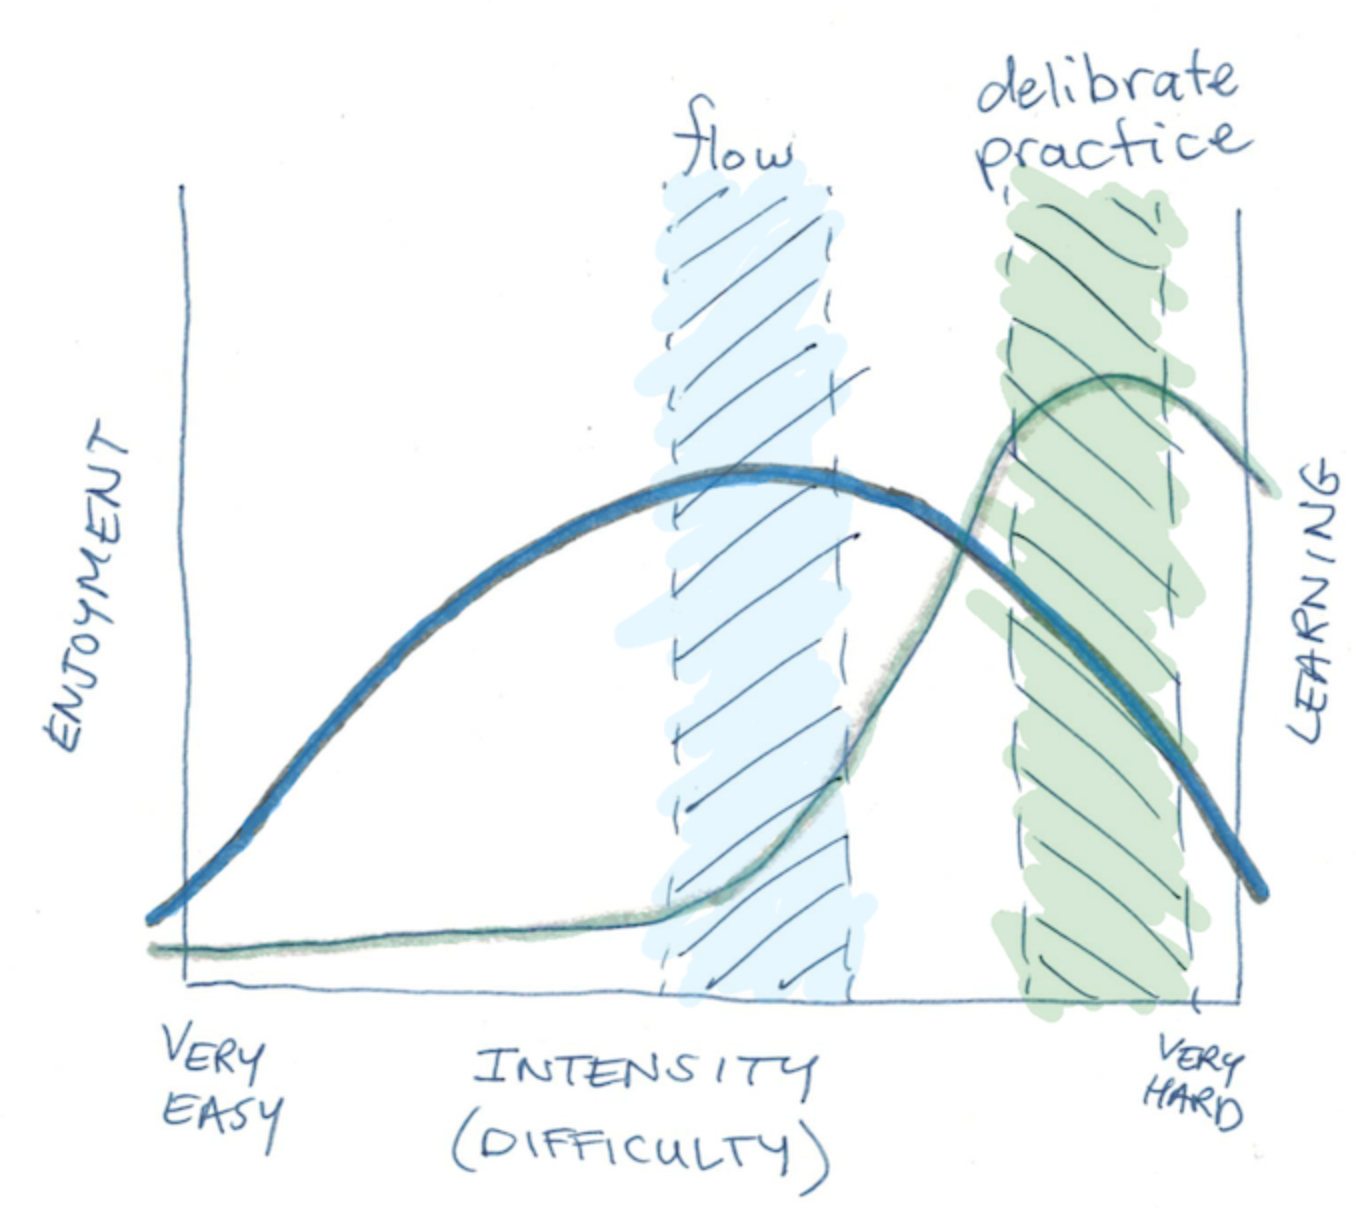 flow
delibrate
practice
ENJOYMENT
LEARNING
VERY
EASY
INTENSITY
(DIFFICULTY)
VERY
HARD